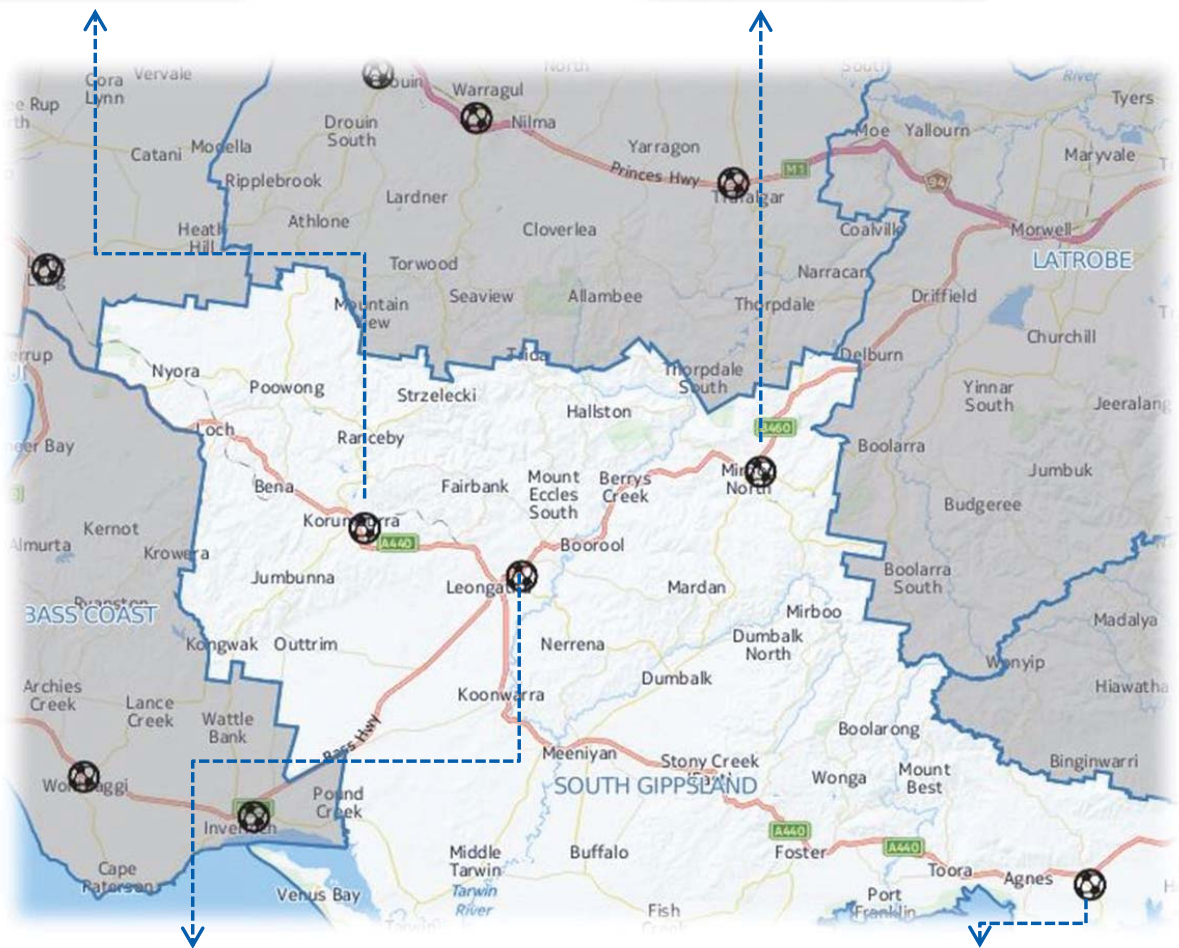 Cora
Lynn
Vervale
North
South
River
Tyers
Warragul
Drouin
South
Nilma
Moe
Yallourn
Catani
Modella
Yarragon
Maryvale
Princes Hwy
M1
Ripplebrook
Lardner
Trafalgar
Athlone
Heath
Hill
Cloverlea
Coalville
Morwell
LATROBE
Torwood
Narracan
Seaview
Allambee
Thorpdale
Driffield
Mountain
View
Churchill
Delburn
Nyora
Poowong
Strzelecki
Thorpdale
South
Yinnar
South
Hallston
Jeeralang
Loch
Ranceby
B460
Boolarra
Bena
Fairbank
Mount
Eccles
South
Berrys
Creek
North
Jumbuk
Budgeree
Kernot
Korumburra
A440
Almurta
Krowera
Boorool
Jumbunna
Leongatha
Mardan
Boolarra
South
BASS COAST
Mirboo
Madalya
Kongwak
Outtrim
Nerrena
Dumbalk
North
Wonyip
Archies
Creek
Lance
Creek
Wattle
Bank
Koonwarra
Dumbalk
Hiawatha
Bass Hwy
Boolarong
Meeniyan
Stony Creek
SOUTH GIPPSLAND
Wonga
Mount
Best
Binginwarri
Wonthaggi
Pound
Creek
Inverloch
A440
A440
Cape
Paterson
Middle
Tarwin
Buffalo
Foster
Toora
Agnes
Venus Bay
Tarwin
River
Port
Franklin
Fish
Tarwin